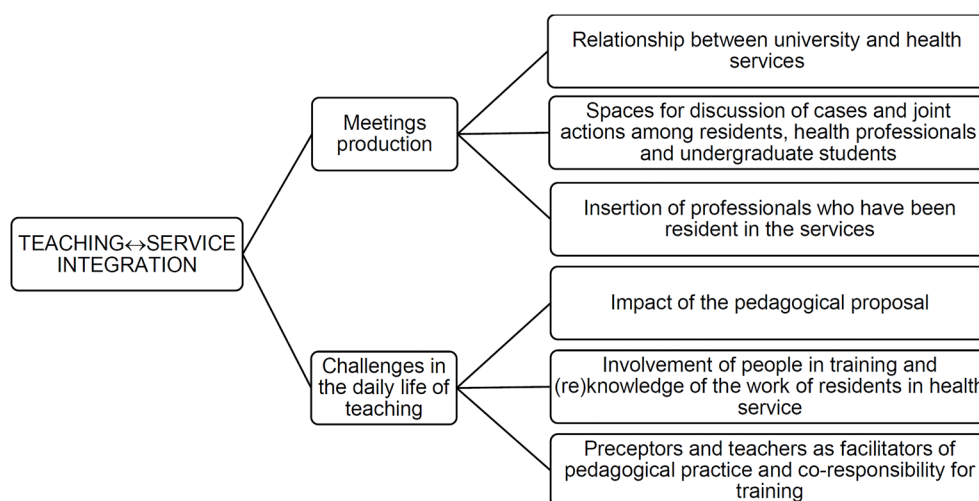 Relationship between university and health
services
Spaces for discussion of cases and joint
actions among residents, health professionals
and undergraduate students
Meetings
production
Insertion of professionals who have been
resident in the services
TEACHING↔SERVICE
INTEGRATION
Impact of the pedagogical proposal
Challenges in
the daily life of
teaching
Involvement of people in training and
(re)knowledge of the work of residents in health
service
Preceptors and teachers as facilitators of
pedagogical practice and co-responsibility for
training